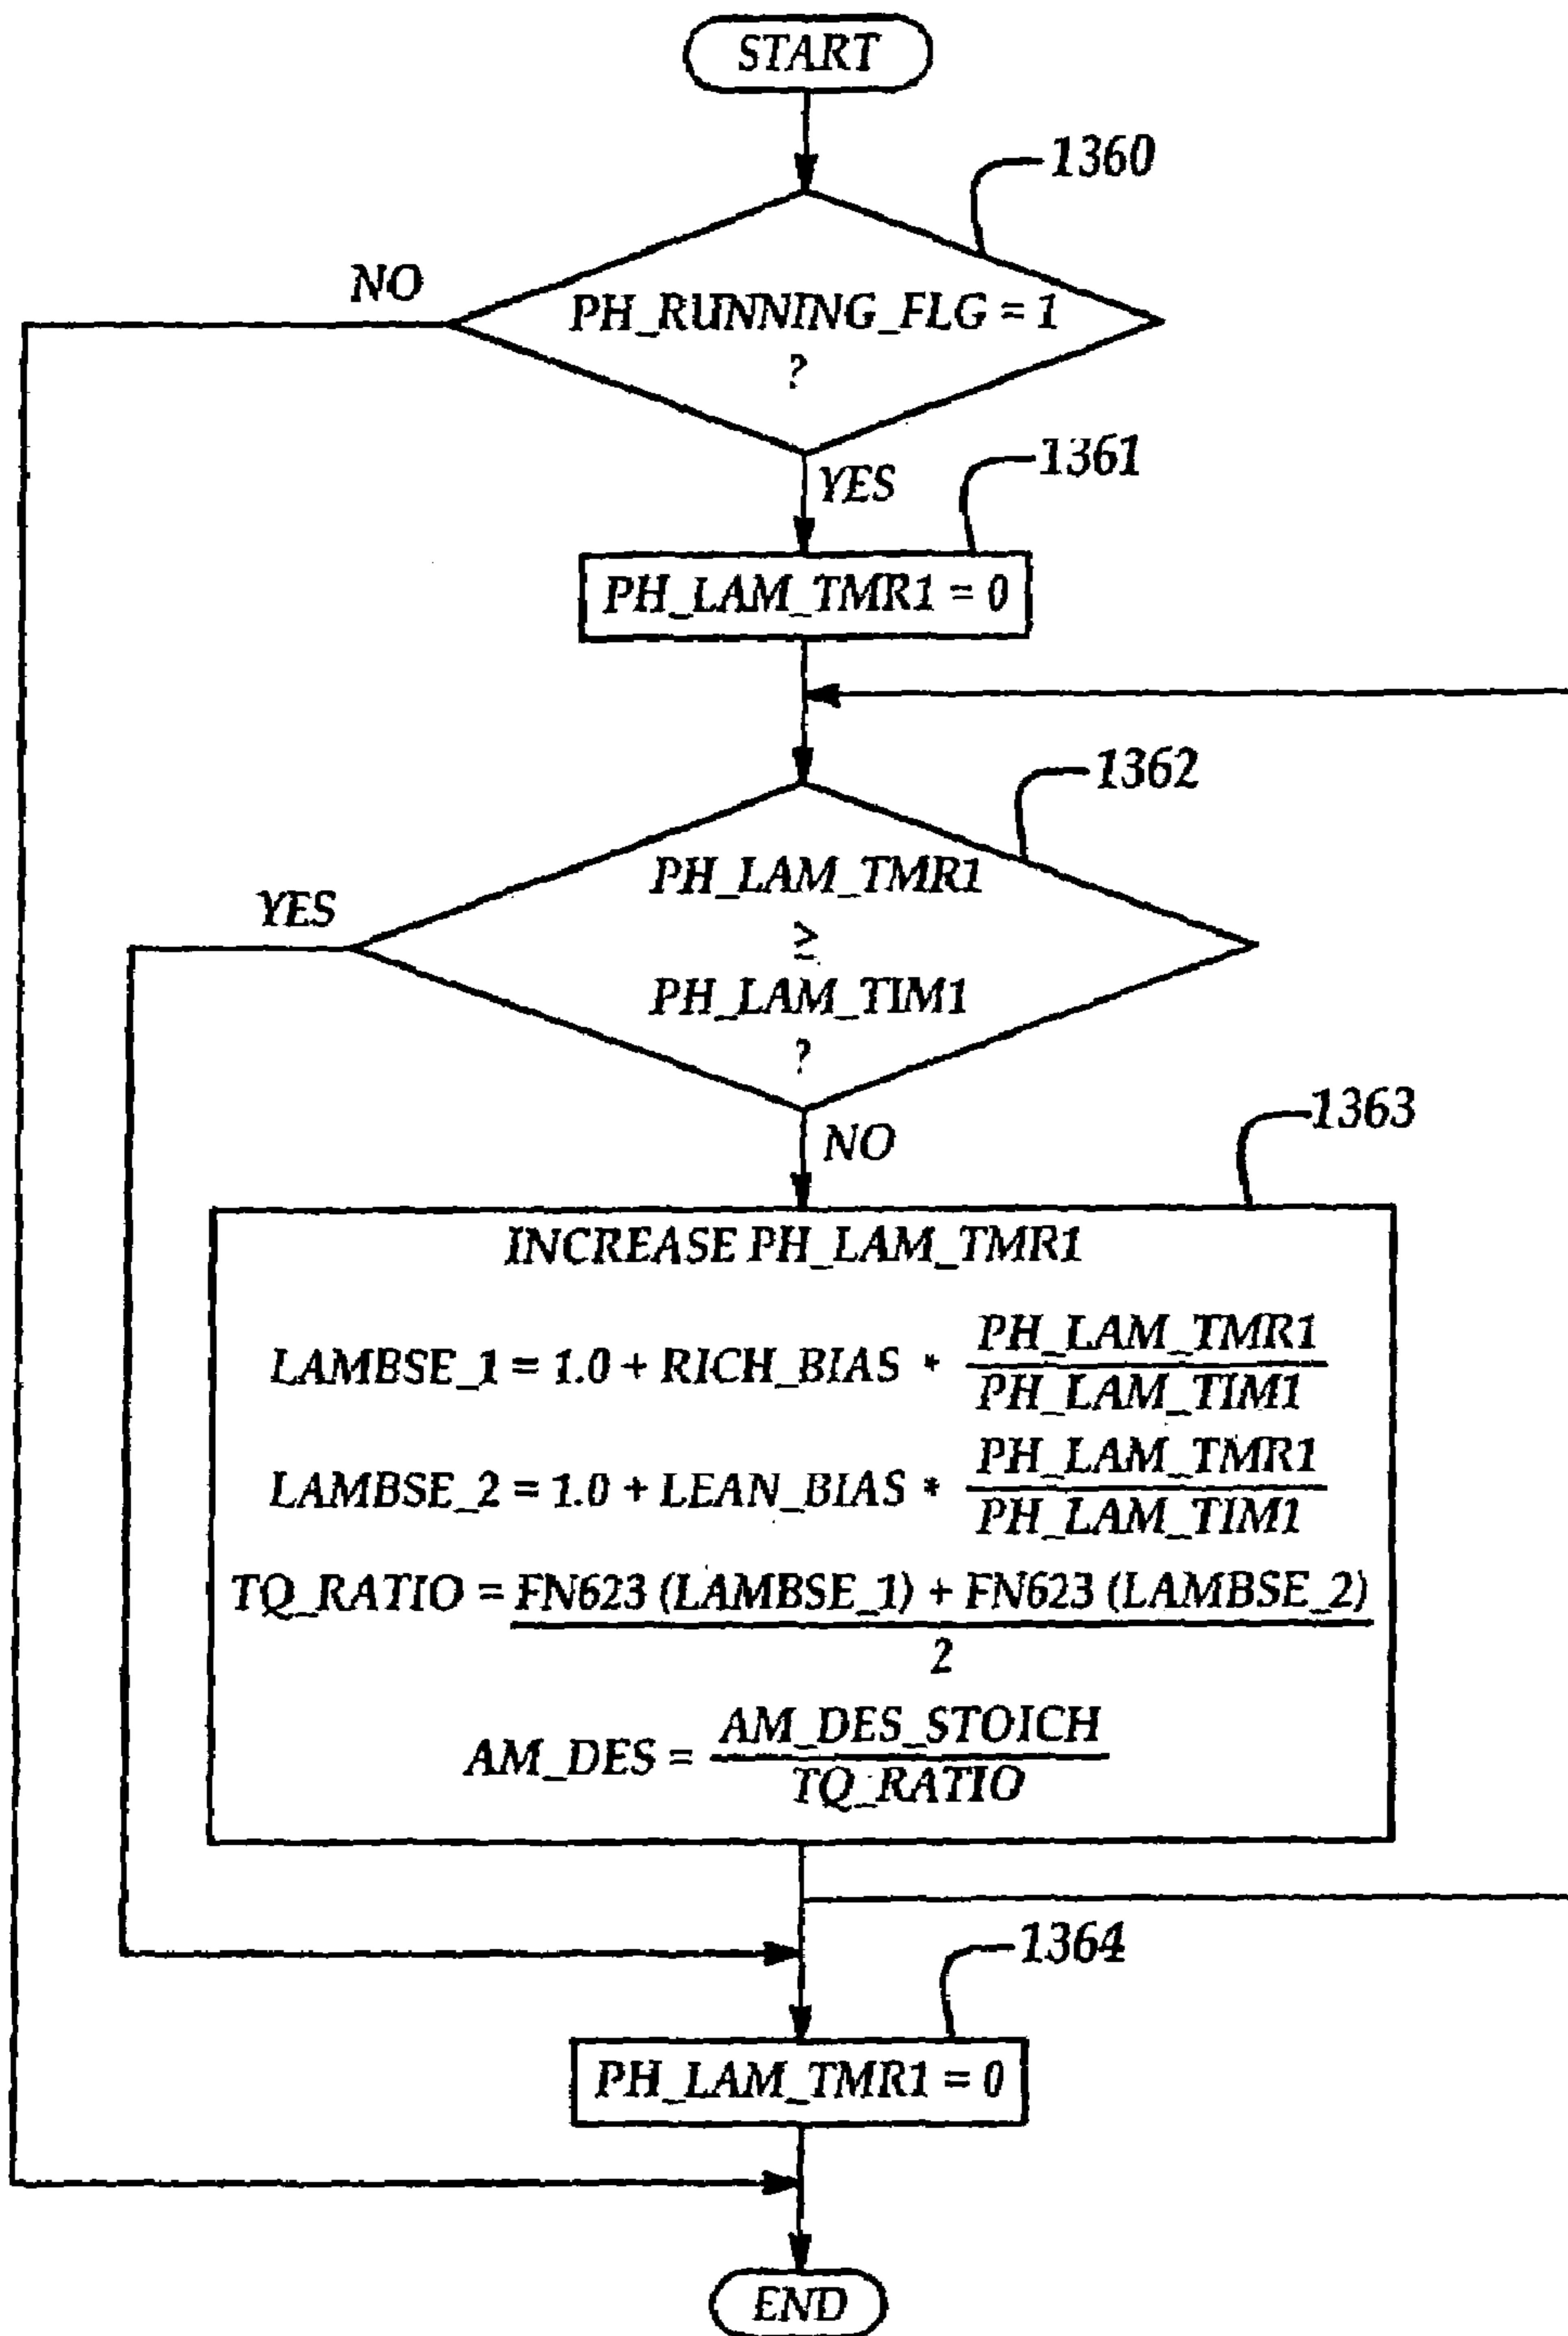 START
1360
NO
PH_RUNNING_FLG = 1
?
YES
1361
PH_LAM_TMR1 = 0
1362
YES
PH_LAM_TMR1
≥
PH_LAM_TIM1
?
NO
1363
INCREASE PH_LAM_TMR1
LAMBSE_1 = 1.0 + RICH_BIAS * PH_LAM_TMR1
PH_LAM_TIM1
LAMBSE_2 = 1.0 + LEAN_BIAS * PH_LAM_TMR1
PH_LAM_TIM1
TQ_RATIO = FN623 (LAMBSE_1) + FN623 (LAMBSE_2)
2
AM_DES = AM_DES_STOICH
TQ_RATIO
1364
PH_LAM_TMR1 = 0
END